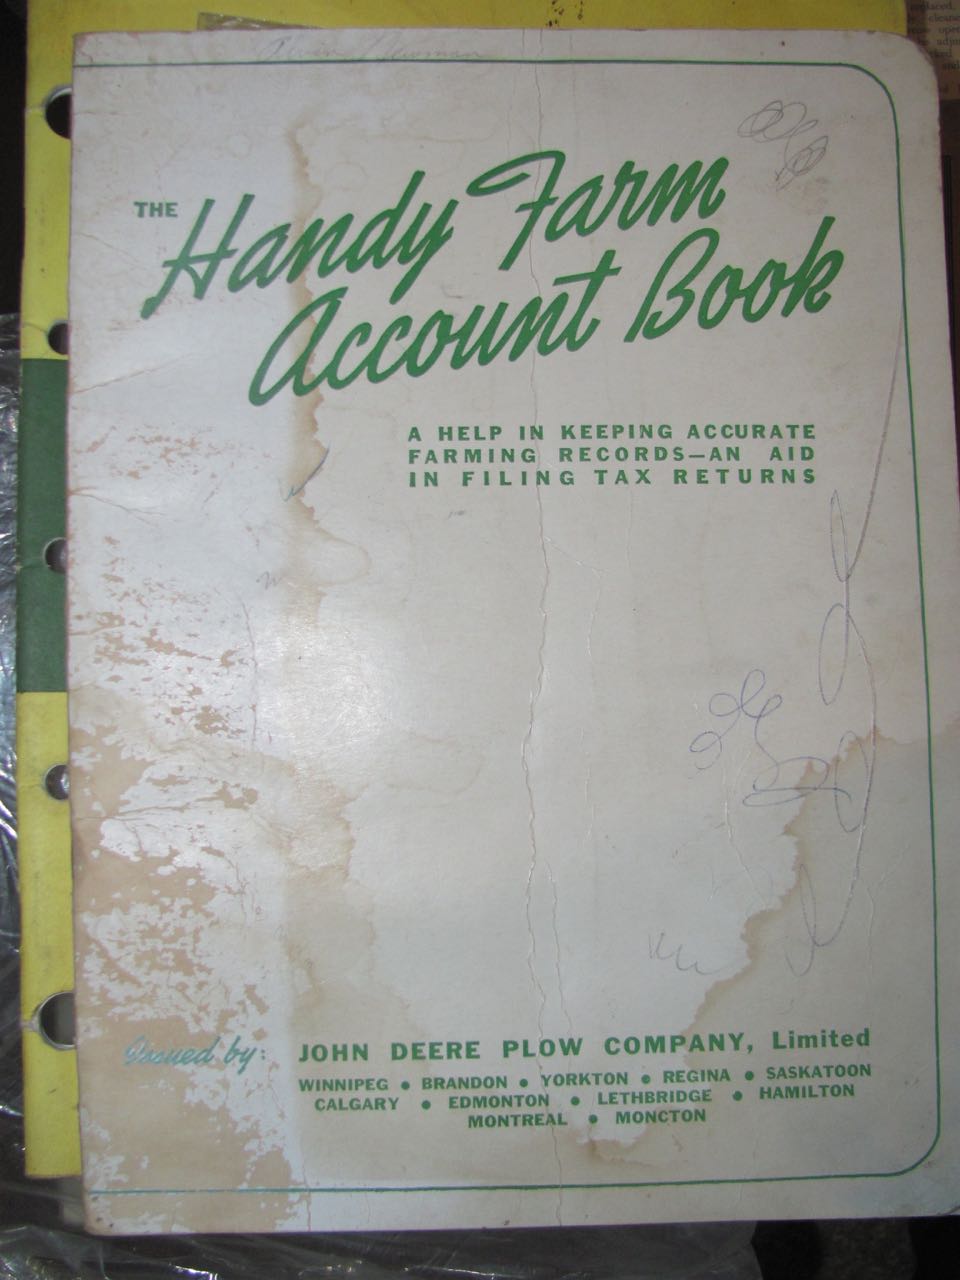 THE Handy Farm
Account Book
A HELP IN KEEPING ACCURATE
FARMING RECORDS—AN AID
IN FILING TAX RETURNS
Issued by: JOHN DEERE PLOW COMPANY, Limited
WINNIPEG • BRANDON • YORKTON • REGINA • SASKATOON
CALGARY • EDMONTON • LETHBRIDGE • HAMILTON
MONTREAL • MONCTON